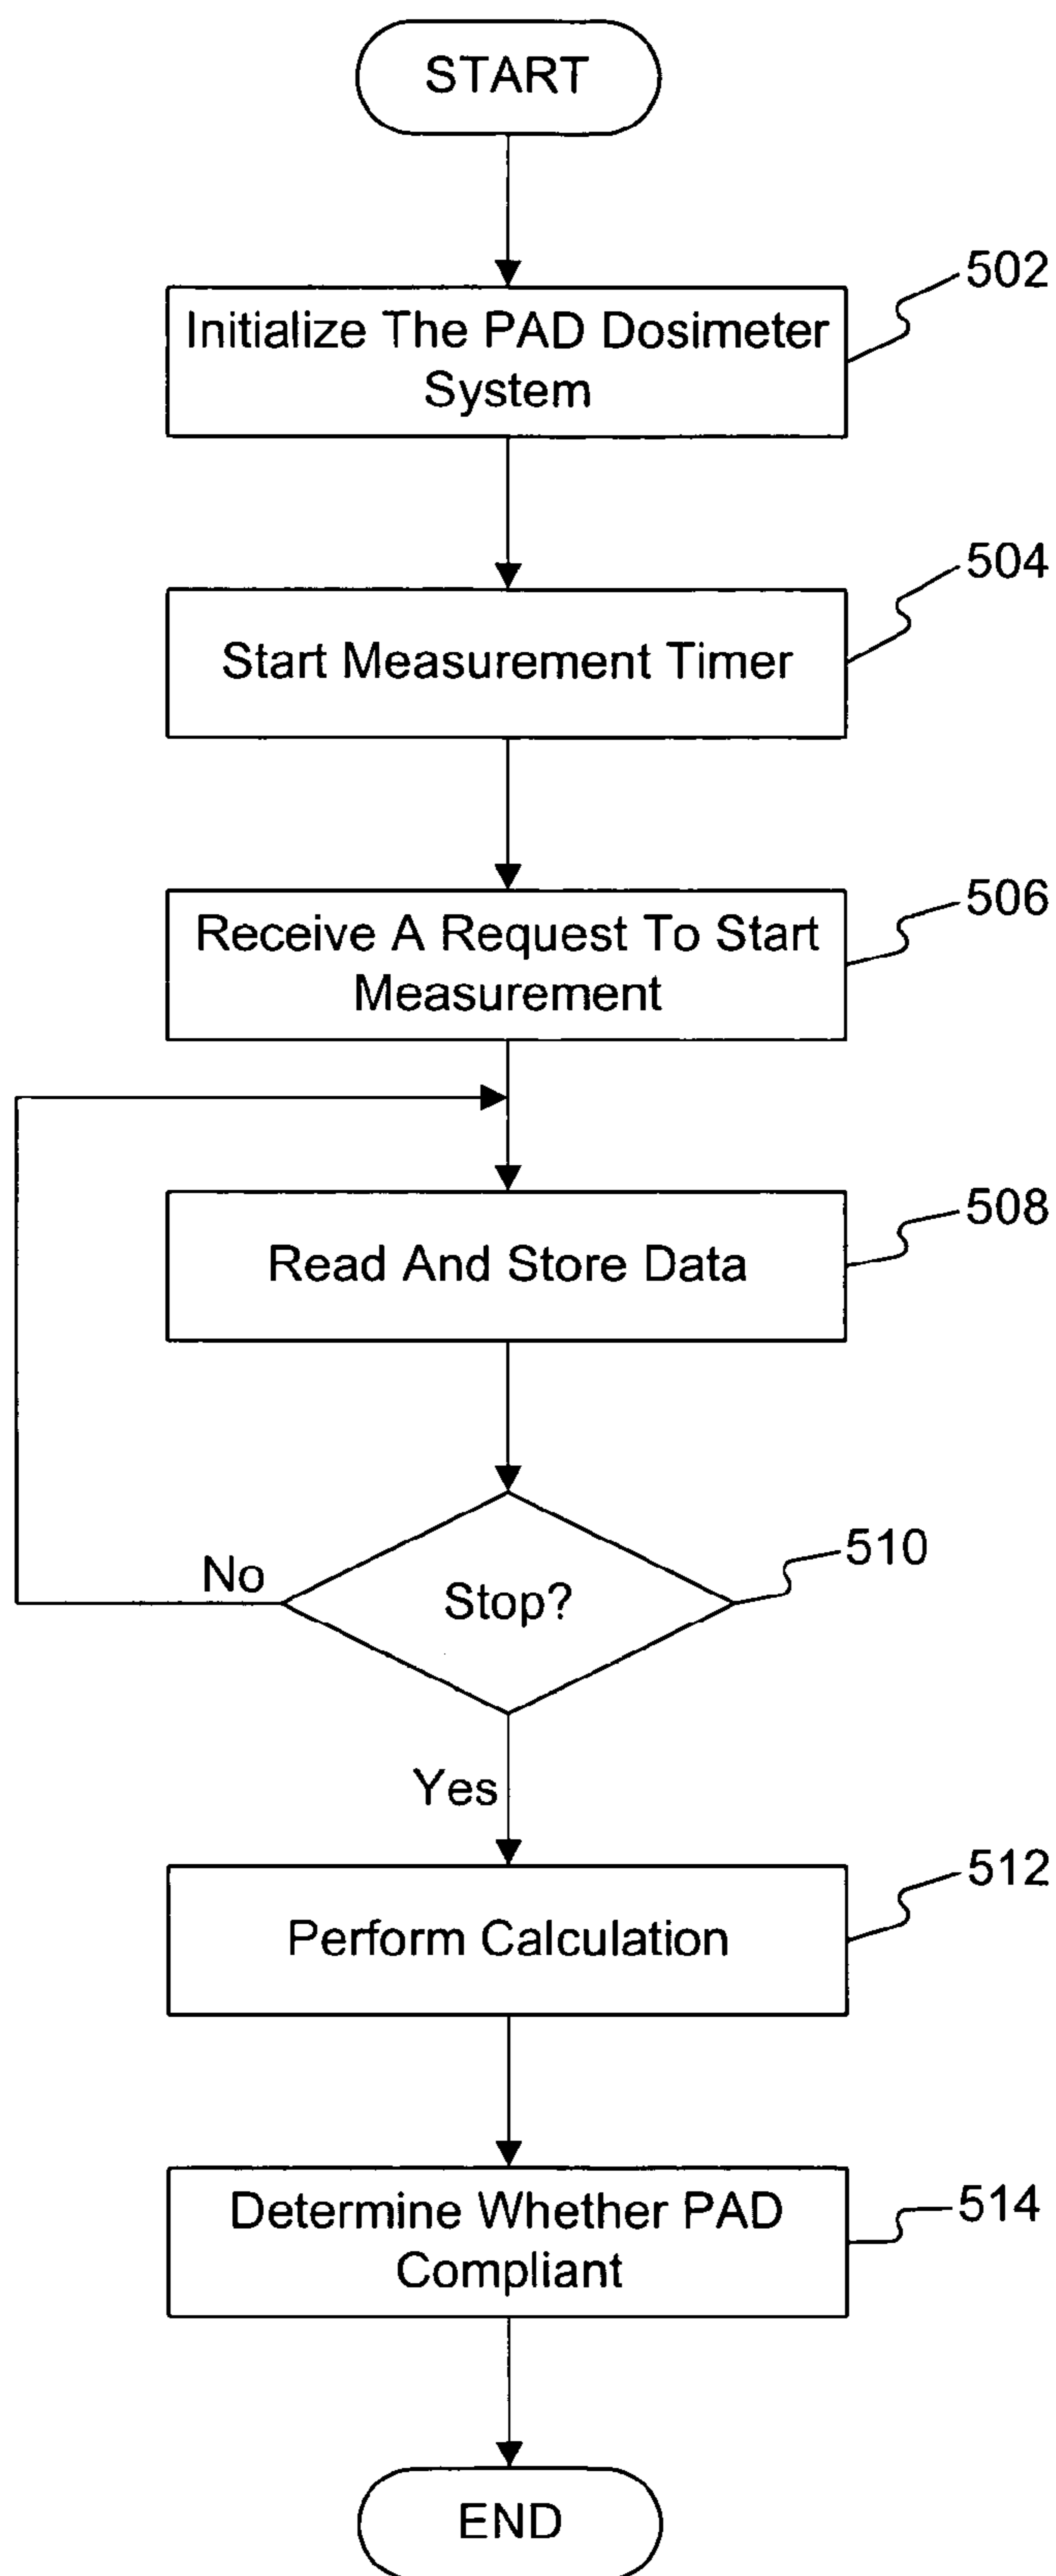 START
502
Initialize The PAD Dosimeter
System
504
Start Measurement Timer
506
Receive A Request To Start
Measurement
508
Read And Store Data
510
No
Stop?
Yes
512
Perform Calculation
514
Determine Whether PAD
Compliant
END